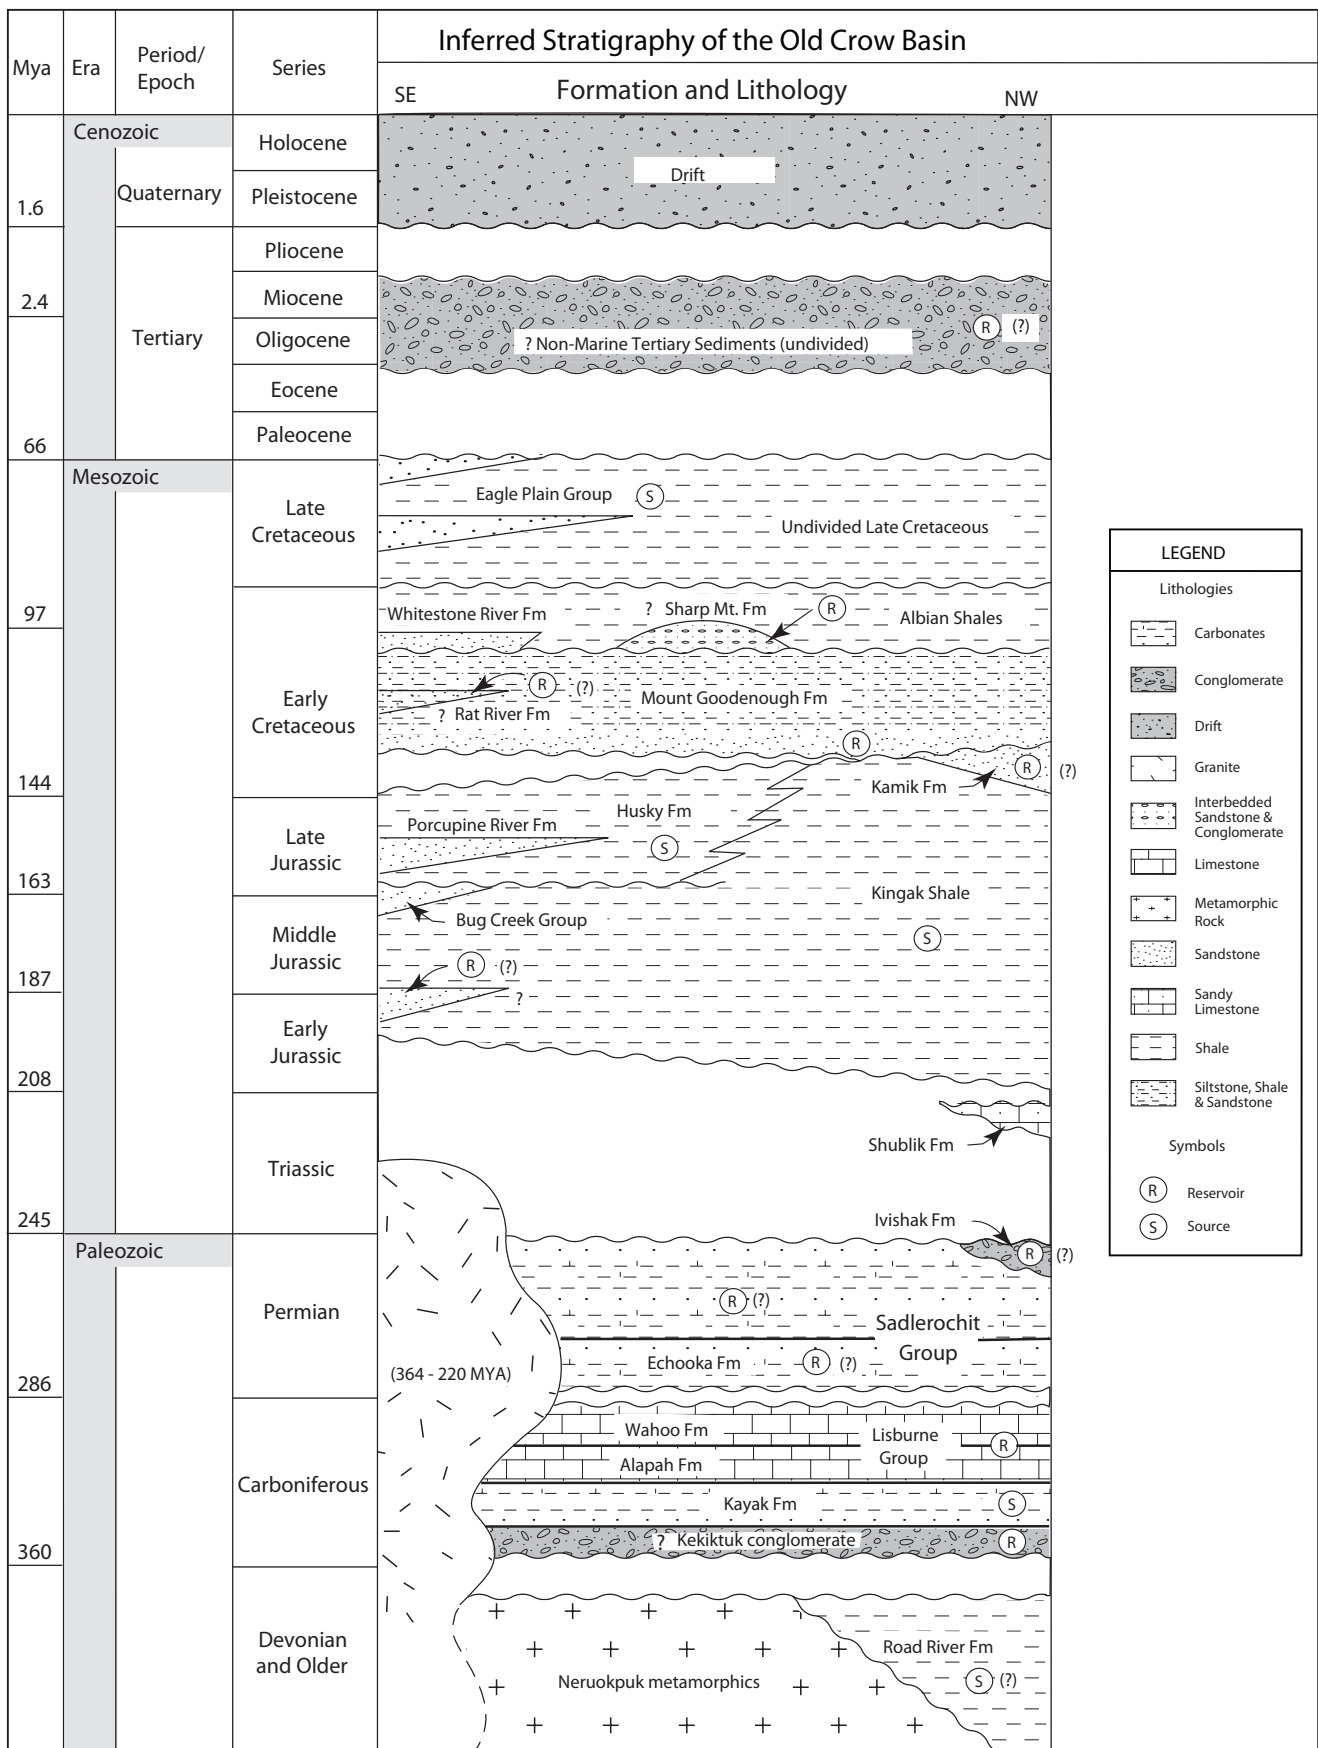 Inferred Stratigraphy of the Old Crow Basin
Mya
Era
Period/
Epoch
Series
SE
Formation and Lithology
NW
Cenozoic
Holocene
Drift
Quaternary
Pleistocene
1.6
Pliocene
2.4
Miocene
Tertiary
Oligocene
? Non-Marine Tertiary Sediments (undivided)
R
(?)
Eocene
Paleocene
66
Mesozoic
Late
Cretaceous
Eagle Plain Group
S
Undivided Late Cretaceous
97
Whitestone River Fm
? Sharp Mt. Fm
R
Albian Shales
Early
Cretaceous
R
(?)
Mount Goodenough Fm
? Rat River Fm
R
R
(?)
Kamik Fm
144
Late
Jurassic
Husky Fm
Porcupine River Fm
S
163
Kingak Shale
Bug Creek Group
Middle
Jurassic
S
R
(?)
187
?
Early
Jurassic
208
Triassic
Shublik Fm
245
Ivishak Fm
R
(?)
Paleozoic
Permian
R
(?)
Sadlerochit
Group
Echooka Fm
R
(?)
(364 - 220 MYA)
286
Carboniferous
Wahoo Fm
Lisburne
Group
R
Alapah Fm
Kayak Fm
S
? Kekiktuk conglomerate
R
360
Devonian
and Older
Road River Fm
S
(?)
Neruokpuk metamorphics
LEGEND
Lithologies
Carbonates
Conglomerate
Drift
Granite
Interbedded
Sandstone &
Conglomerate
Limestone
Metamorphic
Rock
Sandstone
Sandy
Limestone
Shale
Siltstone, Shale
& Sandstone
Symbols
R
Reservoir
S
Source